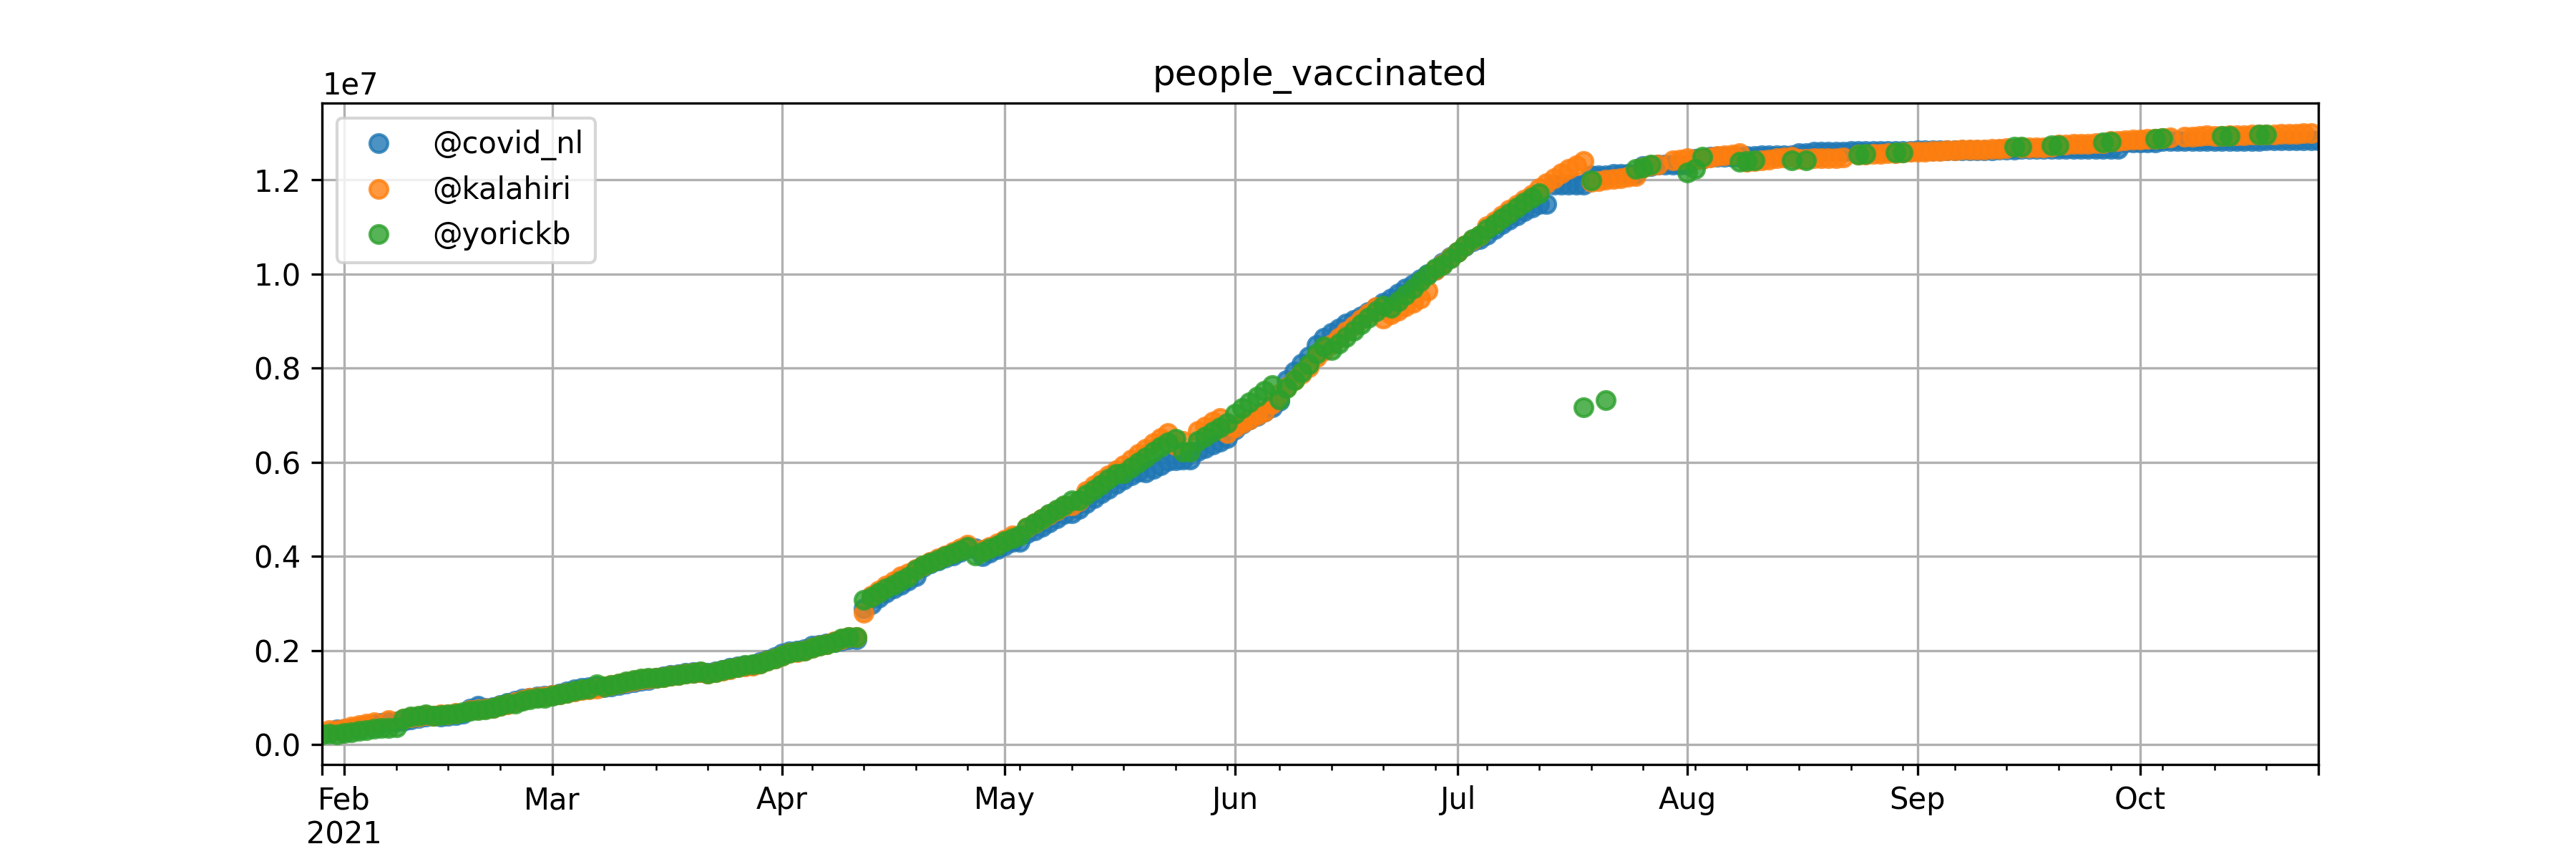 people_vaccinated
1e7
@covid_nl
@kalahiri
@yorickb
1.2
1.0
0.8
0.6
0.4
0.2
0.0
Feb Mar Apr May Jun Jul Aug Sep Oct
2021